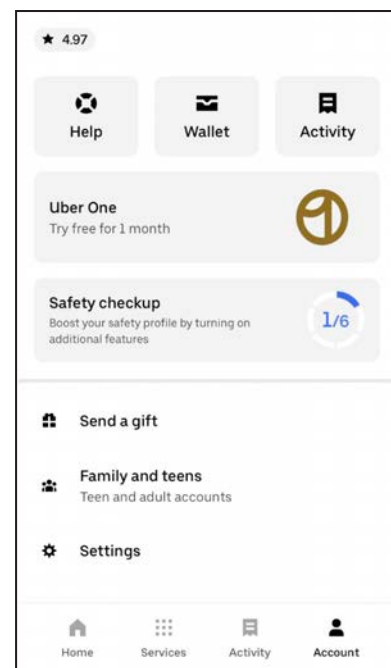 ★ 4.97
Help
Wallet
Activity
Uber One
Try free for 1 month
Safety checkup
Boost your safety profile by turning on
additional features
1/6
Send a gift
Family and teens
Teen and adult accounts
Settings
Home
Services
Activity
Account